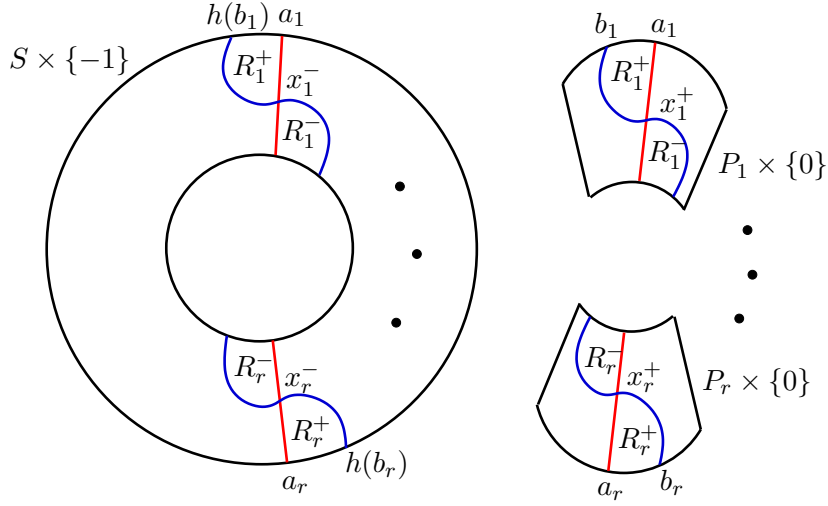 h(b_1) a_1
S × {−1}
R_1^+ x_1^-
R_1^-
R_r^- x_r^-
R_r^+
h(b_r)
a_r
b_1 a_1
R_1^+ x_1^+
R_1^- P_1 × {0}
R_r^- x_r^+ P_r × {0}
R_r^+
a_r b_r